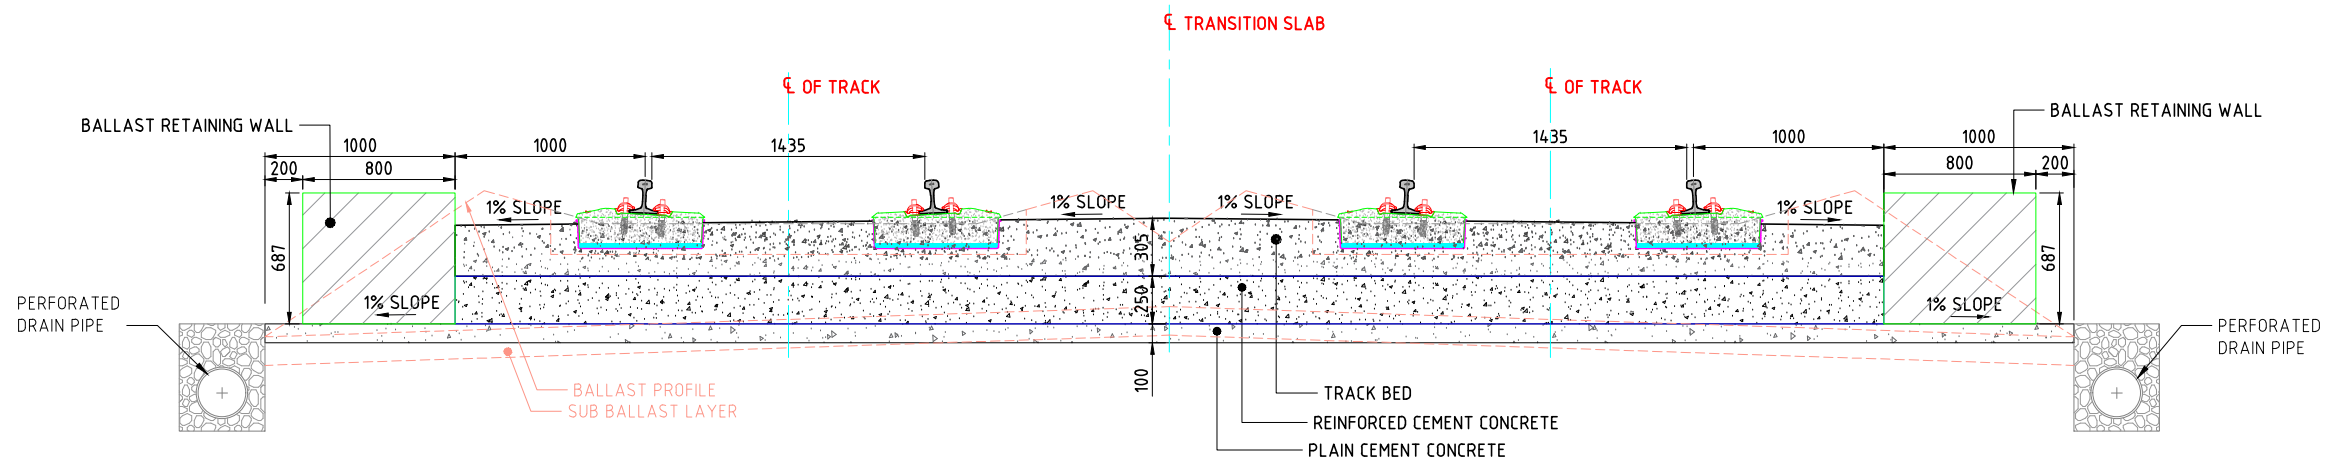 ℄ TRANSITION SLAB
℄ OF TRACK
℄ OF TRACK
BALLAST RETAINING WALL
BALLAST RETAINING WALL
1000
1000
1435
1435
1000
1000
200
800
800
200
1% SLOPE
1% SLOPE
1% SLOPE
1% SLOPE
687
305
687
PERFORATED
DRAIN PIPE
1% SLOPE
250
1% SLOPE
PERFORATED
DRAIN PIPE
100
BALLAST PROFILE
SUB BALLAST LAYER
TRACK BED
REINFORCED CEMENT CONCRETE
PLAIN CEMENT CONCRETE